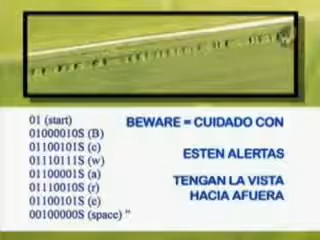 01 (start)
01000010S (B)
01100101S (c)
01110111S (w)
01100001S (a)
01110010S (r)
01100101S (c)
00100000S (space) "
BEWARE = CUIDADO CON
ESTEN ALERTAS
TENGAN LA VISTA
HACIA AFUERA